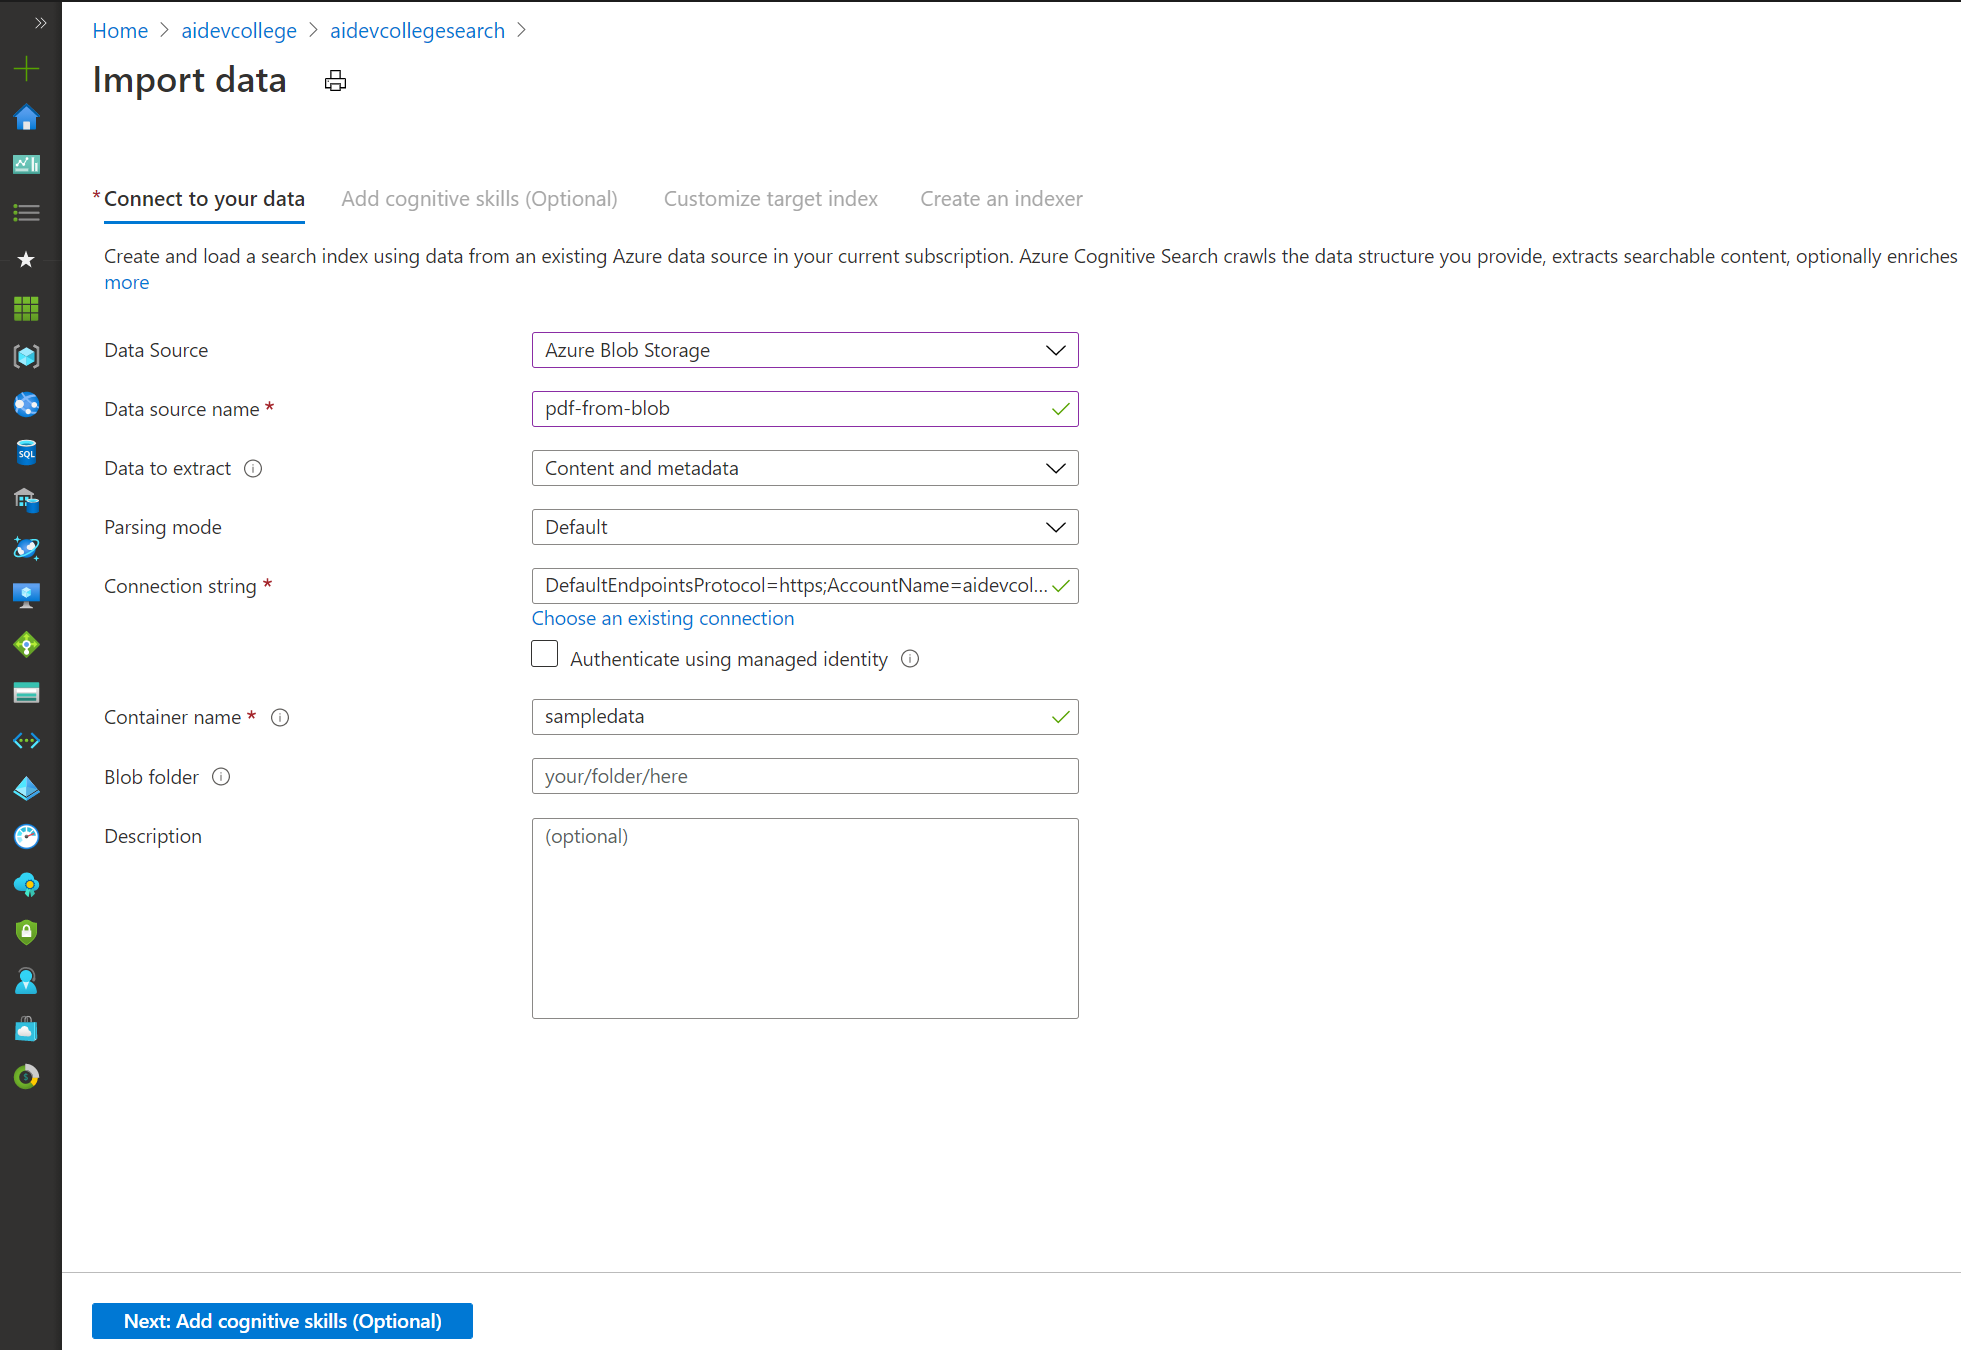 Home > aidevcollege > aidevcollegesearch >
Import data
* Connect to your data Add cognitive skills (Optional) Customize target index Create an indexer
Create and load a search index using data from an existing Azure data source in your current subscription. Azure Cognitive Search crawls the data structure you provide, extracts searchable content, optionally enriches
more
Data Source Azure Blob Storage
Data source name * pdf-from-blob
Data to extract Content and metadata
Parsing mode Default
Connection string * DefaultEndpointsProtocol=https;AccountName=aidevcol...
Choose an existing connection
Authenticate using managed identity
Container name * sampledata
Blob folder your/folder/here
Description (optional)
Next: Add cognitive skills (Optional)
SQL